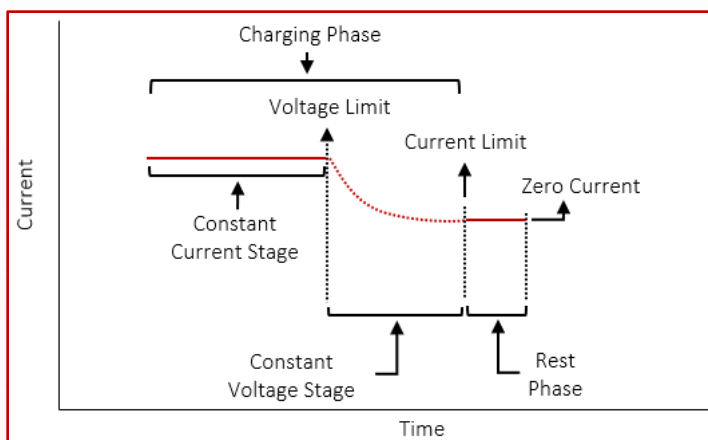 Charging Phase
Voltage Limit
Current Limit
Zero Current
Constant
Current Stage
Current
Constant
Voltage Stage
Rest
Phase
Time